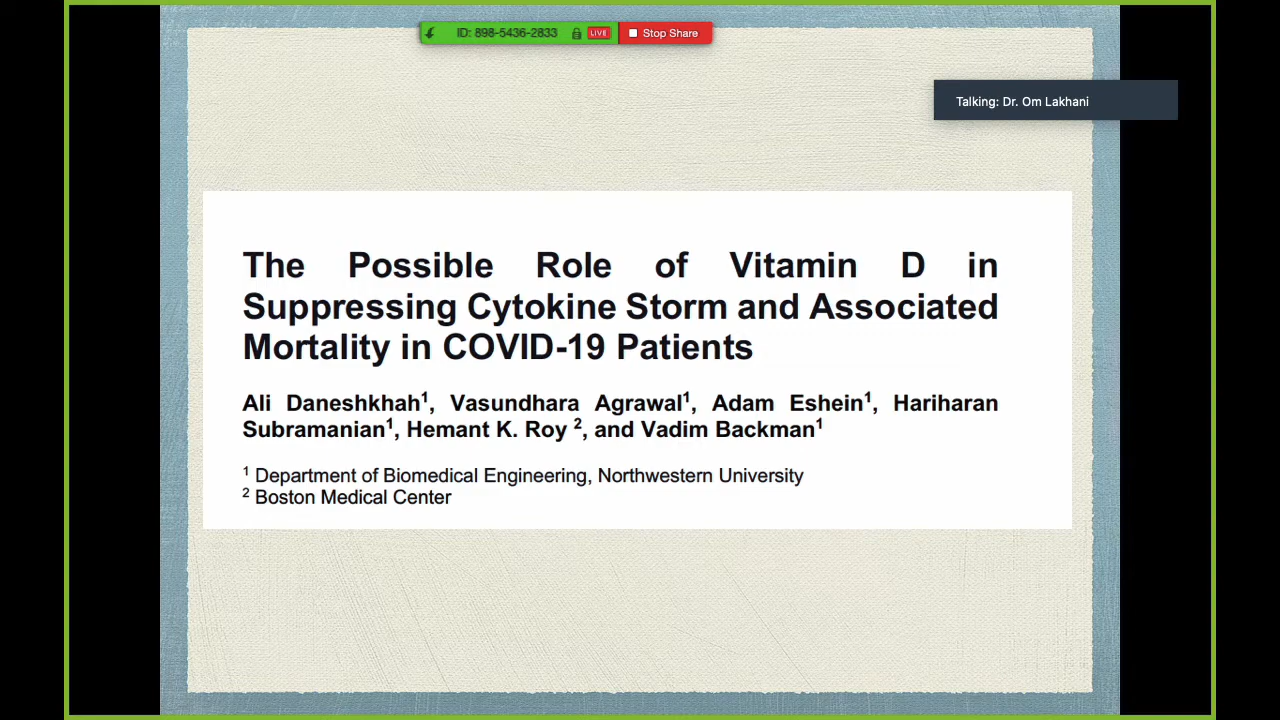 ID: 898-5436-2833 LIVE Stop Share
Talking: Dr. Om Lakhani
The Possible Role of Vitamin D in
Suppressing Cytokine Storm and Associated
Mortality in COVID-19 Patients
Ali Daneshkhah¹, Vasundhara Agrawal¹, Adam Eshein¹, Hariharan
Subramanian¹, Hemant K. Roy ², and Vadim Backman¹
¹ Department of Biomedical Engineering, Northwestern University
² Boston Medical Center